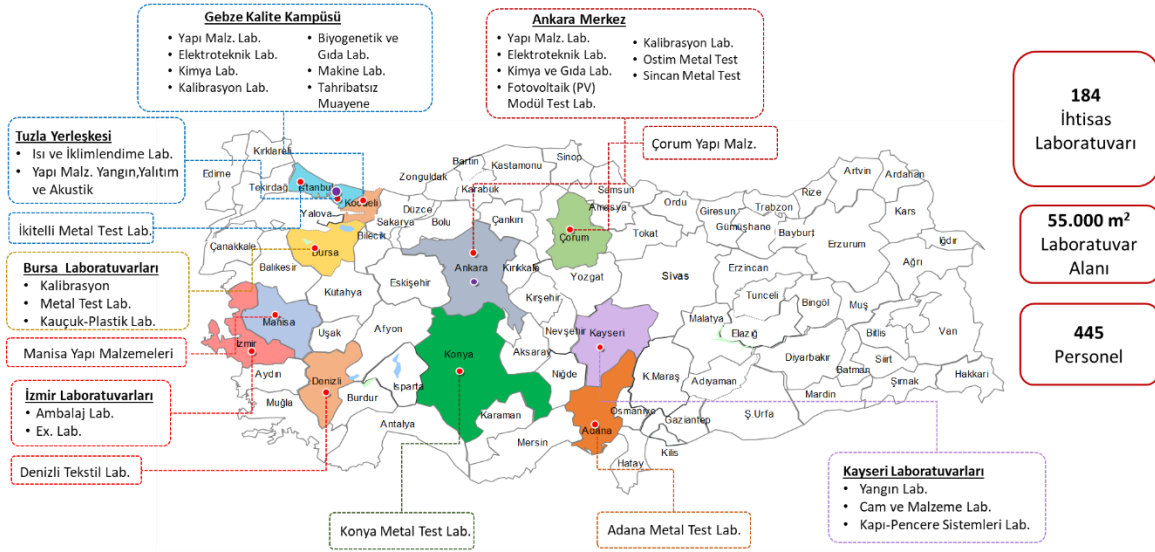 Gebze Kalite Kampüsü
• Yapı Malz. Lab.
• Elektroteknik Lab.
• Kimya Lab.
• Kalibrasyon Lab.
• Biyogenetik ve
Gıda Lab.
• Makine Lab.
• Tahribatsız
Muayene
Ankara Merkez
• Yapı Malz. Lab.
• Elektroteknik Lab.
• Kimya ve Gıda Lab.
• Fotovoltaik (PV)
Modül Test Lab.
• Kalibrasyon Lab.
• Ostim Metal Test
• Sincan Metal Test
184
İhtisas
Laboratuvarı
55.000 m²
Laboratuvar
Alanı
445
Personel
Tuzla Yerleşkesi
• Isı ve İklimlendime Lab.
• Yapı Malz. Yangın,Yalıtım
ve Akustik
İkitelli Metal Test Lab.
Bursa Laboratuvarları
• Kalibrasyon
• Metal Test Lab.
• Kauçuk-Plastik Lab.
Manisa Yapı Malzemeleri
İzmir Laboratuvarları
• Ambalaj Lab.
• Ex. Lab.
Denizli Tekstil Lab.
Çorum Yapı Malz.
Konya Metal Test Lab.
Adana Metal Test Lab.
Kayseri Laboratuvarları
• Yangın Lab.
• Cam ve Malzeme Lab.
• Kapı-Pencere Sistemleri Lab.
Kırklareli
Edirne
Tekirdağ
İstanbul
Kocaeli
Yalova
Sakarya
Düzce
Bolu
Zonguldak
Bartın
Karabük
Kastamonu
Sinop
Çankırı
Samsun
Amasya
Ordu
Giresun
Trabzon
Rize
Artvin
Ardahan
Kars
Gümüşhane
Bayburt
Erzurum
Iğdır
Ağrı
Çanakkale
Balıkesir
Bursa
Bilecik
Kütahya
Eskişehir
Ankara
Kırıkkale
Çorum
Tokat
Yozgat
Sivas
Erzincan
Tunceli
Bingöl
Muş
Bitlis
Van
Manisa
İzmir
Uşak
Afyon
Kırşehir
Nevşehir
Kayseri
Malatya
Elazığ
Diyarbakır
Batman
Siirt
Şırnak
Hakkari
Aydın
Muğla
Denizli
Burdur
Isparta
Konya
Aksaray
Niğde
K.Maraş
Adıyaman
Mardin
Ş.Urfa
Antalya
Karaman
Mersin
Adana
Osmaniye
Gaziantep
Kilis
Hatay